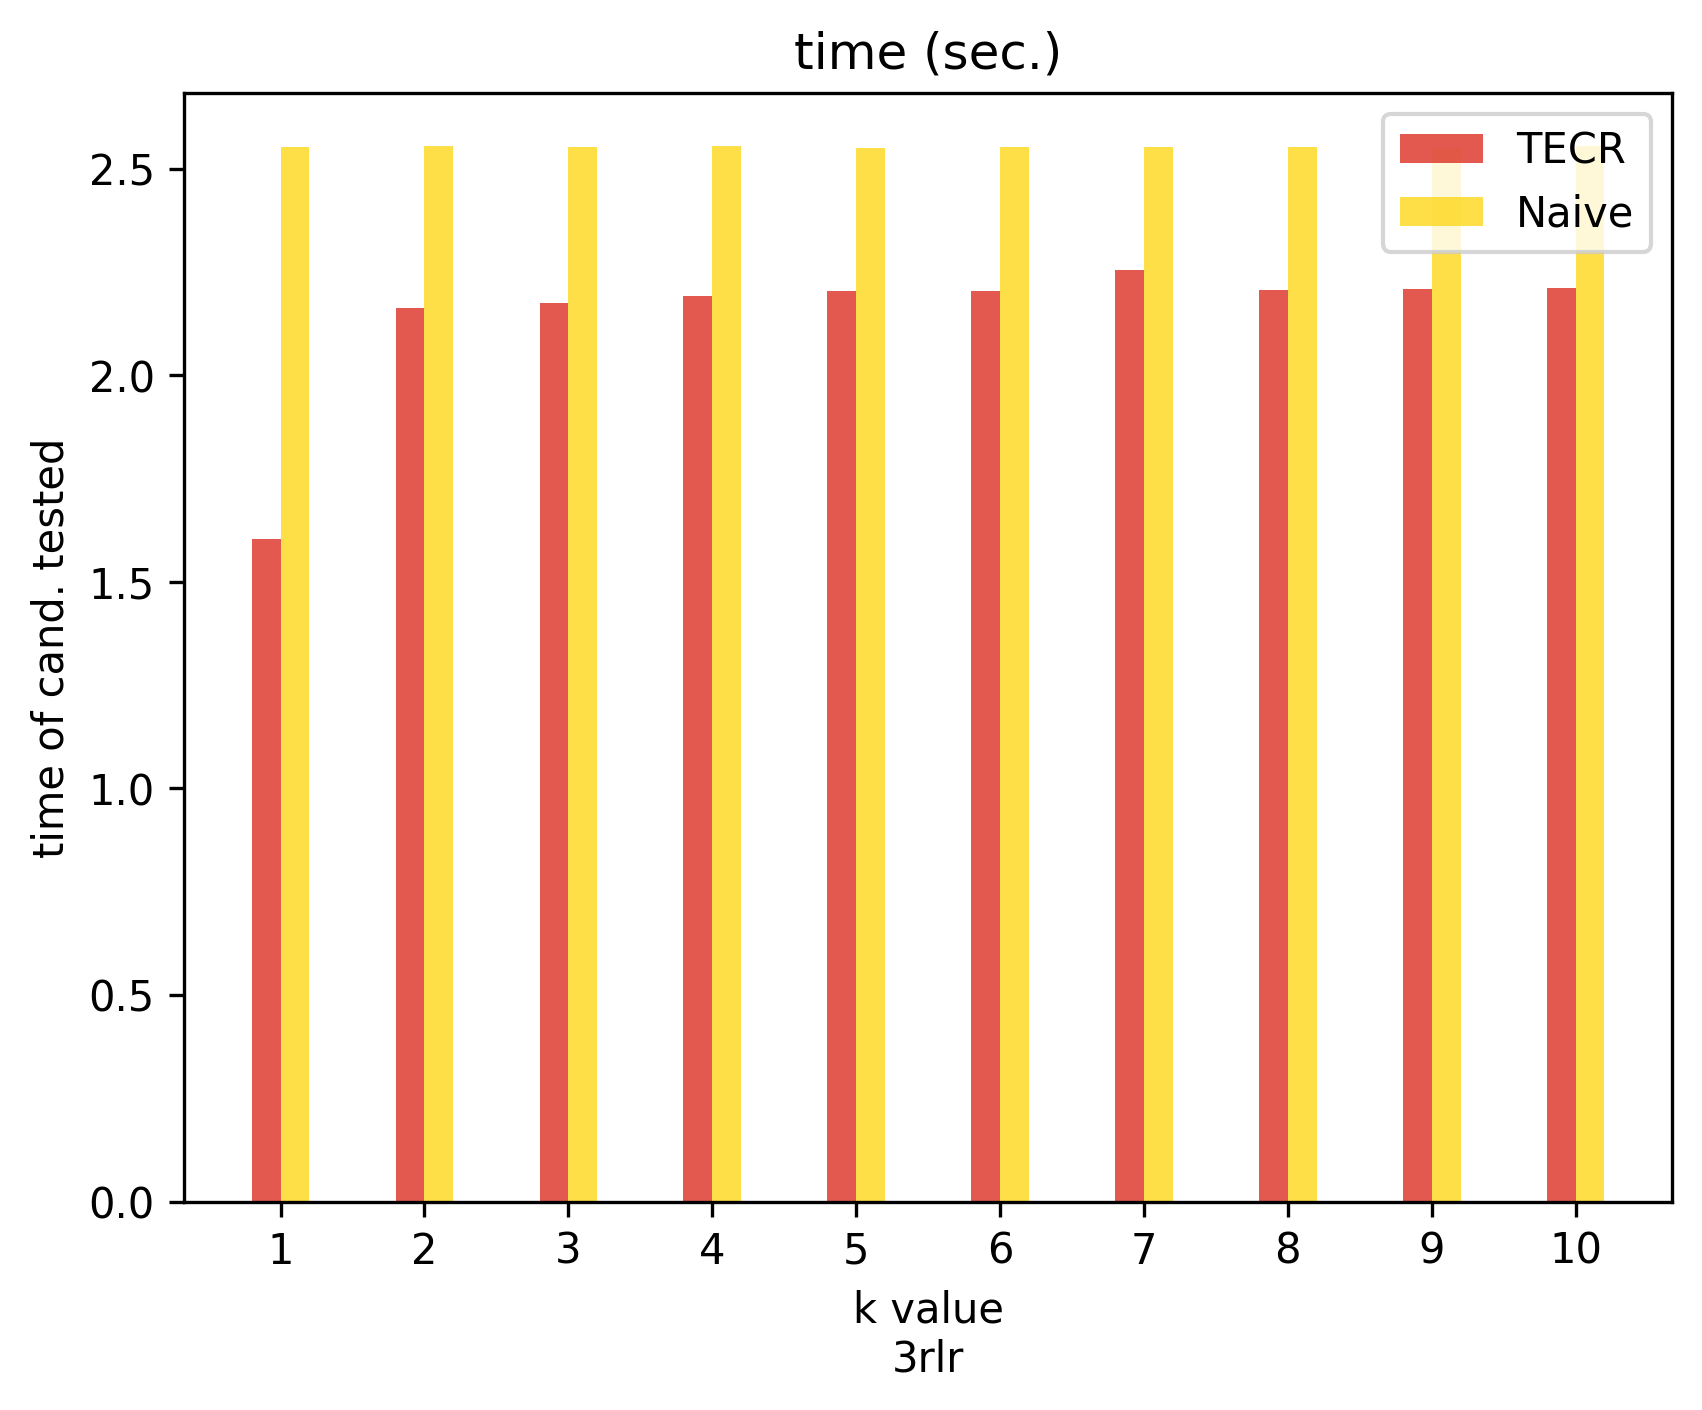 time (sec.)
TECR
Naive
time of cand. tested
2.5
2.0
1.5
1.0
0.5
0.0
1 2 3 4 5 6 7 8 9 10
k value
3rlr